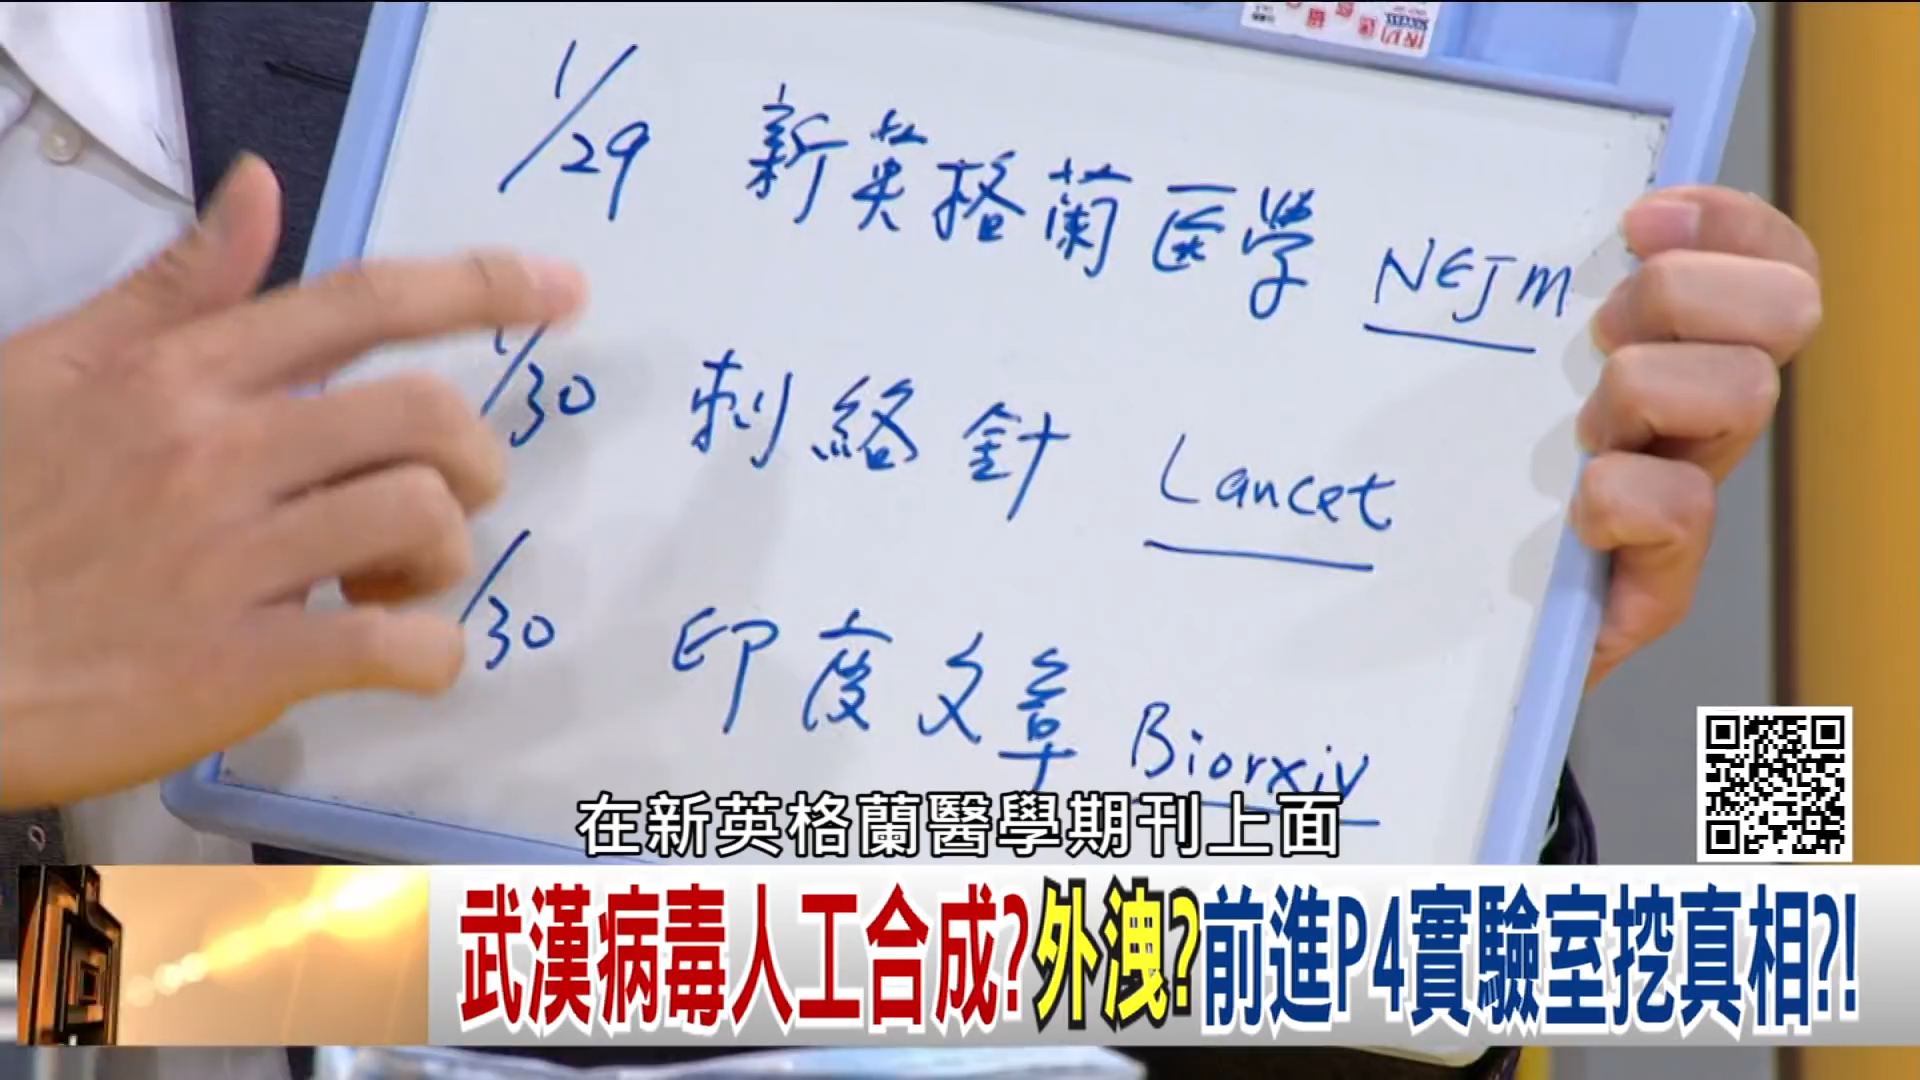 1/29 新英格蘭医學 NEJM
1/30 刺絡針 Lancet
1/30 印度文章 Biorxiv
在新英格蘭醫學期刊上面
武漢病毒人工合成?外洩?前進P4實驗室挖真相?!